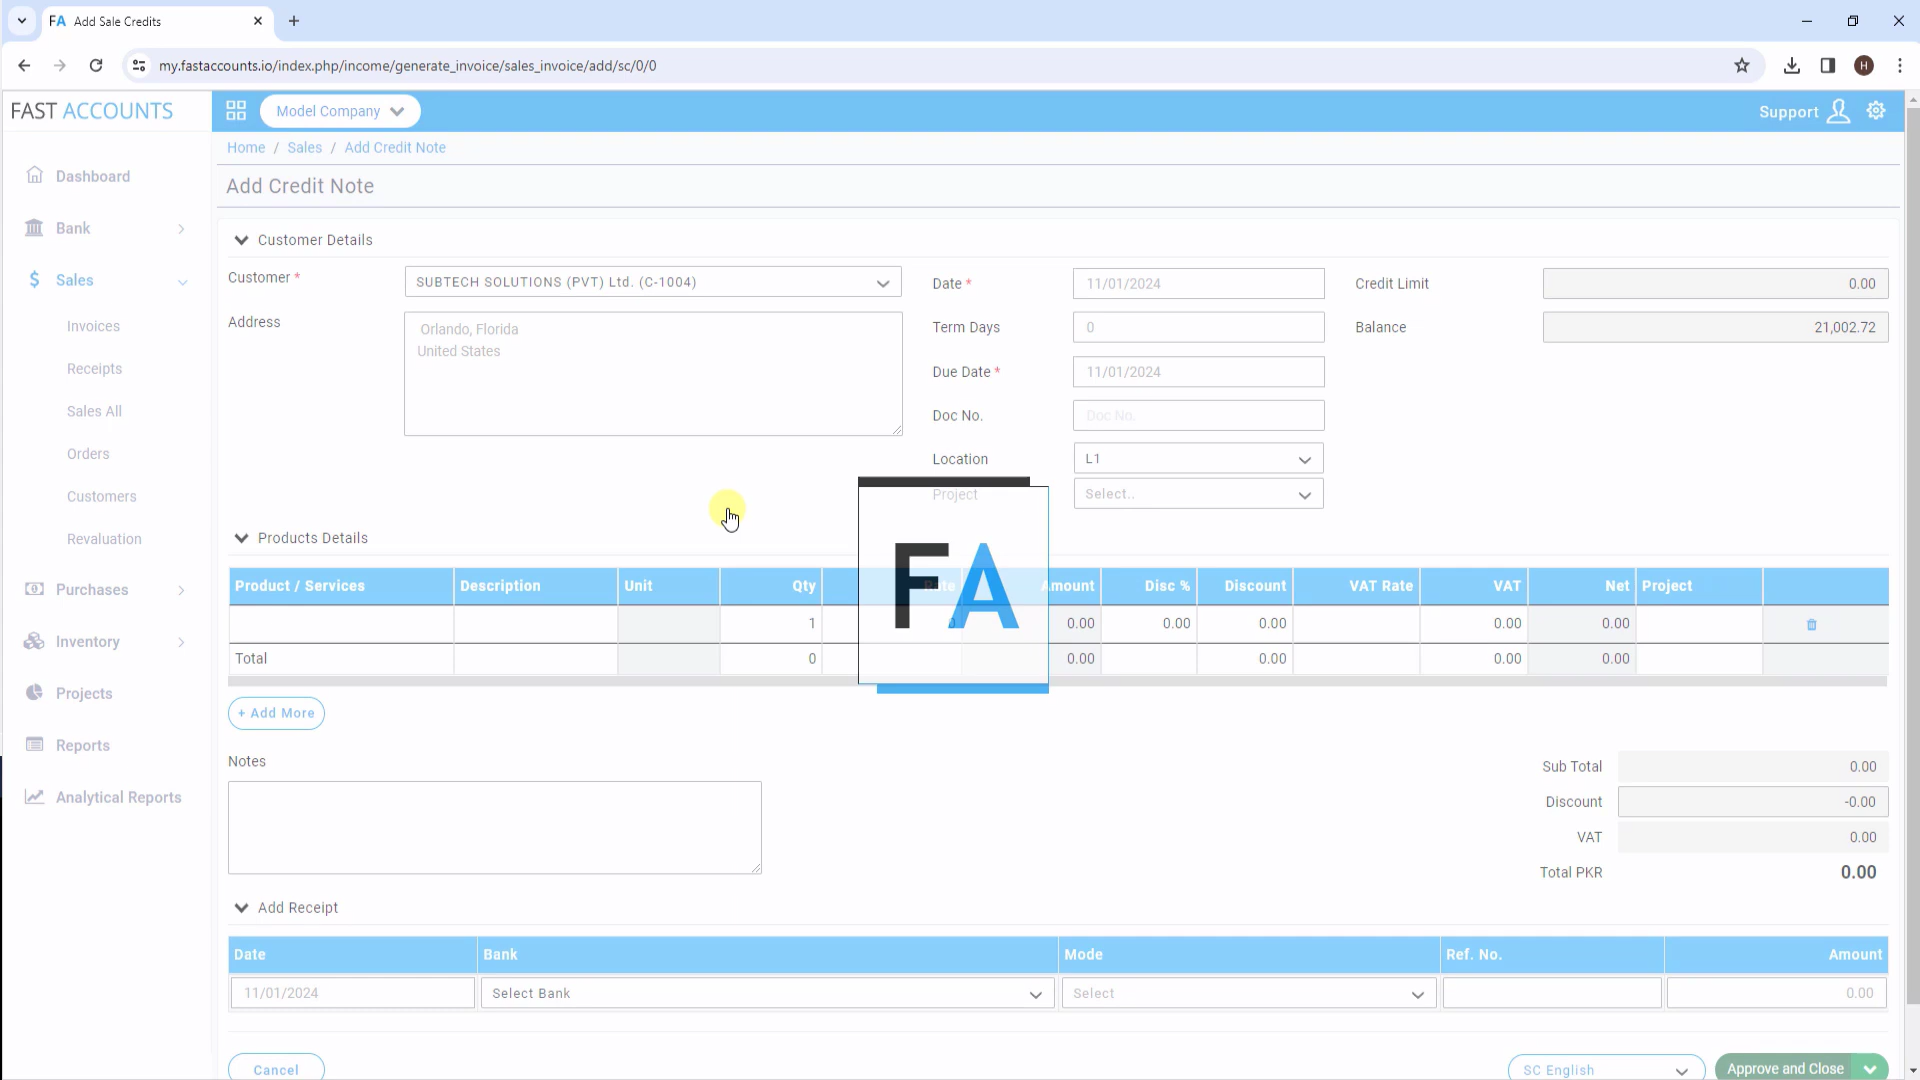 FA Add Sale Credits
my.fastaccounts.io/index.php/income/generate_invoice/sales_invoice/add/sc/0/0
H
FAST ACCOUNTS
Model Company
Support
Home / Sales / Add Credit Note
Add Credit Note
Dashboard
Bank
Sales
Invoices
Receipts
Sales All
Orders
Customers
Revaluation
Purchases
Inventory
Projects
Reports
Analytical Reports
Customer Details
Customer *
SUBTECH SOLUTIONS (PVT) Ltd. (C-1004)
Address
Orlando, Florida
United States
Date *
11/01/2024
Term Days
0
Due Date *
11/01/2024
Doc No.
Doc No.
Location
L1
Project
Select..
Credit Limit
0.00
Balance
21,002.72
Products Details
Product / Services Description Unit Qty Rate Amount Disc % Discount VAT Rate VAT Net Project
1 0 0.00 0.00 0.00 0.00 0.00
Total 0 0.00 0.00 0.00 0.00
FA
+ Add More
Notes
Sub Total 0.00
Discount -0.00
VAT 0.00
Total PKR 0.00
Add Receipt
Date Bank Mode Ref. No. Amount
11/01/2024 Select Bank Select 0.00
Cancel
SC English
Approve and Close